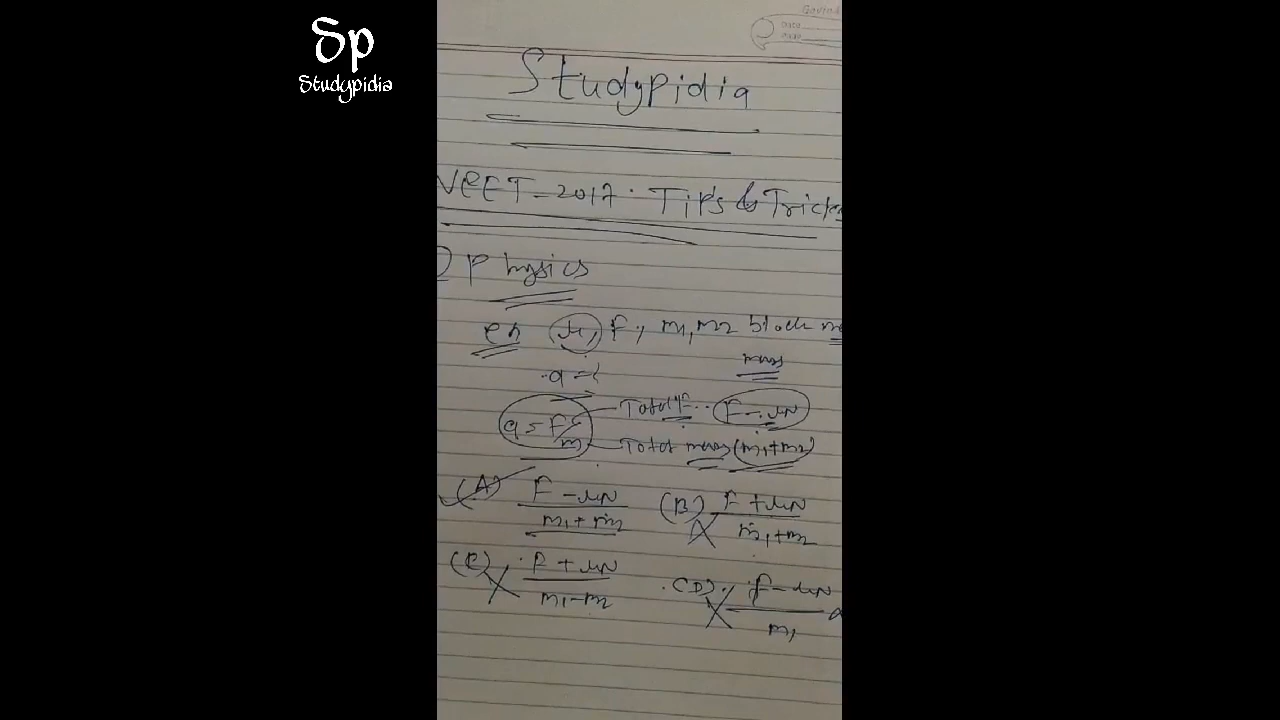 Sp
Studypidia
Studypidia
NEET-2017. Tips & Tricks
Physics
ex μ, F, m1, m2 block
mass
a = ?
a = F/m
Total F.. F-μN
Total mass (m1+m2)
(A) F-μN / m1+m2 (B) F+μN / m1+m2
(C) F+μN / m1-m2 (D) F-μN / m1